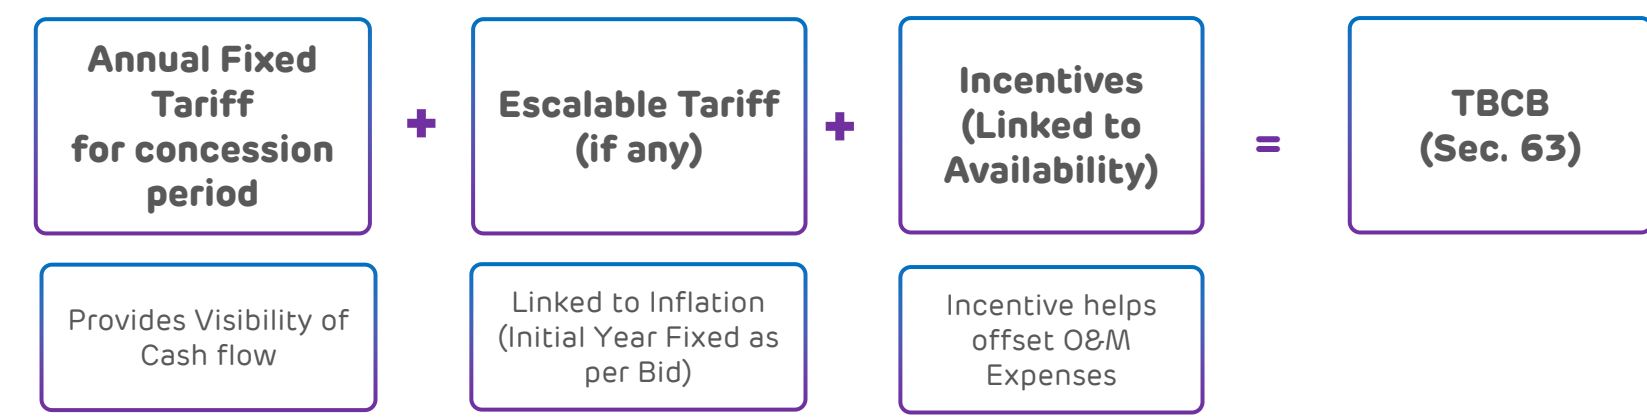 Annual Fixed
Tariff
for concession
period
+
Escalable Tariff
(if any)
+
Incentives
(Linked to
Availability)
=
TBCB
(Sec. 63)
Provides Visibility of
Cash flow
Linked to Inflation
(Initial Year Fixed as
per Bid)
Incentive helps
offset O&M
Expenses